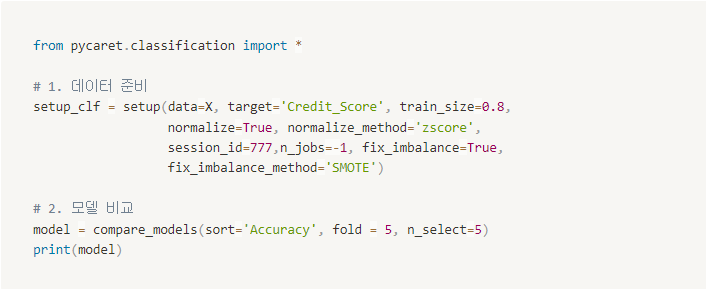 from pycaret.classification import *
# 1. 데이터 준비
setup_clf = setup(data=X, target='Credit_Score', train_size=0.8,
normalize=True, normalize_method='zscore',
session_id=777,n_jobs=-1, fix_imbalance=True,
fix_imbalance_method='SMOTE')
# 2. 모델 비교
model = compare_models(sort='Accuracy', fold = 5, n_select=5)
print(model)